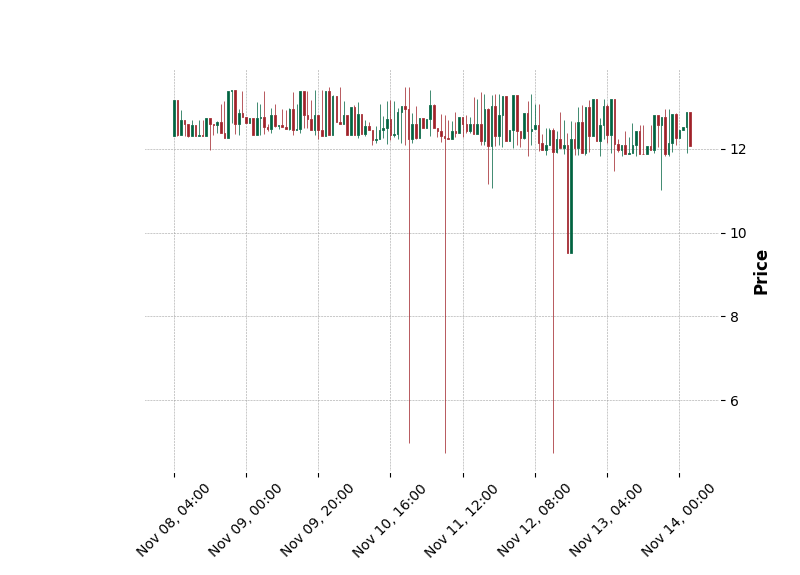 12
10
8
6
Price
Nov 08, 04:00
Nov 09, 00:00
Nov 09, 20:00
Nov 10, 16:00
Nov 11, 12:00
Nov 12, 08:00
Nov 13, 04:00
Nov 14, 00:00